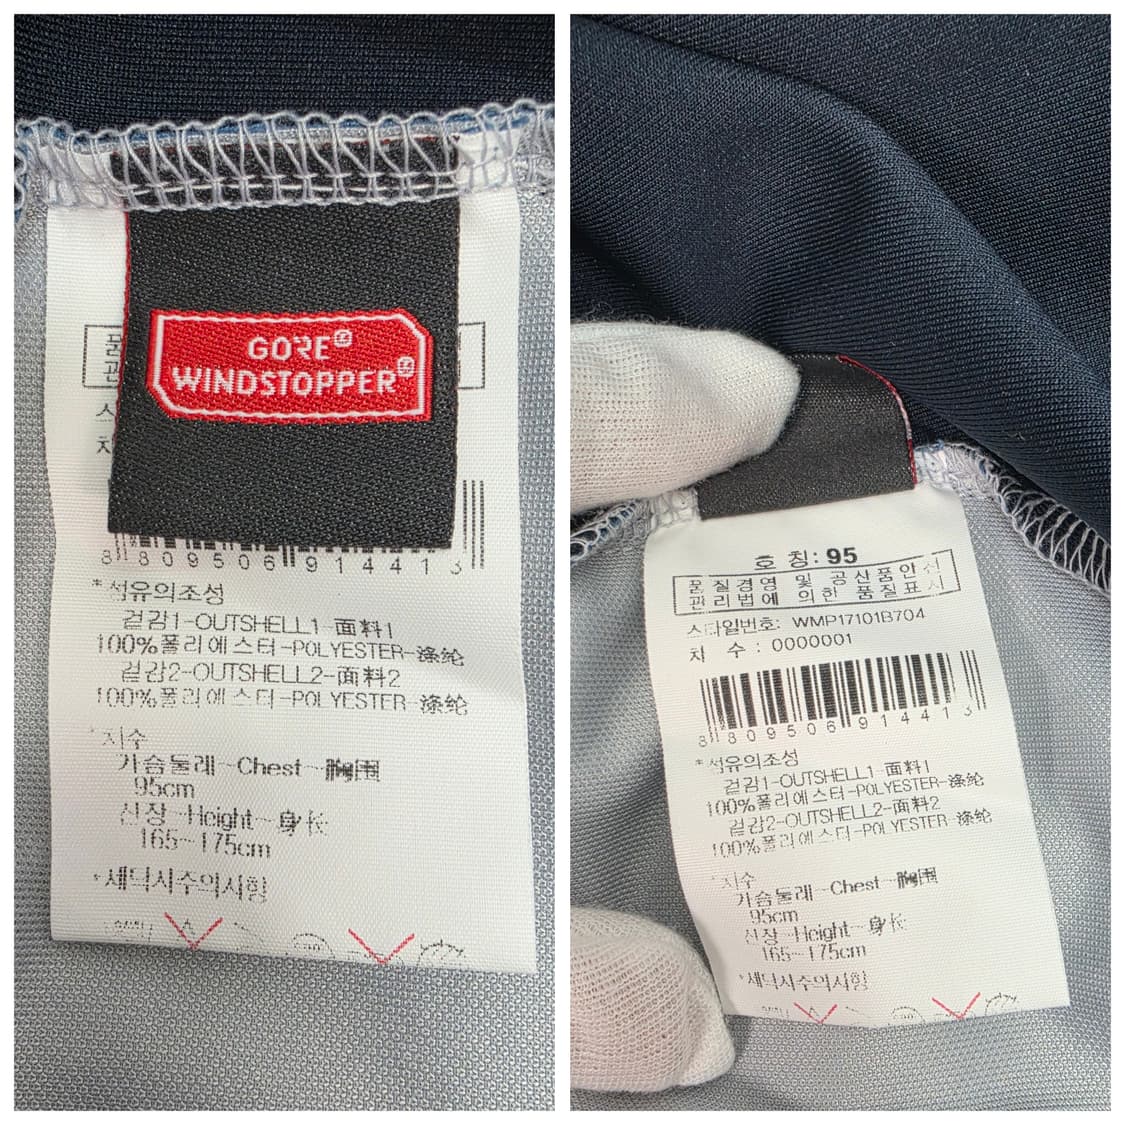 GORE®
WINDSTOPPER®
8 809506 914413
*섬유의조성
겉감1-OUTSHELL1-面料1
100%폴리에스터-POLYESTER-涤纶
겉감2-OUTSHELL2-面料2
100%폴리에스터-POLYESTER-涤纶
*치수
가슴둘레-Chest-胸围
95cm
신장-Height-身长
165~175cm
*세탁시주의사항
호 칭: 95
품질경영 및 공산품안전
관리법에 의한 품질표시
스타일번호: WMP17101B704
차 수: 0000001
8 809506 914413
*섬유의조성
겉감1-OUTSHELL1-面料1
100%폴리에스터-POLYESTER-涤纶
겉감2-OUTSHELL2-面料2
100%폴리에스터-POLYESTER-涤纶
*치수
가슴둘레-Chest-胸围
95cm
신장-Height-身长
165~175cm
*세탁시주의사항